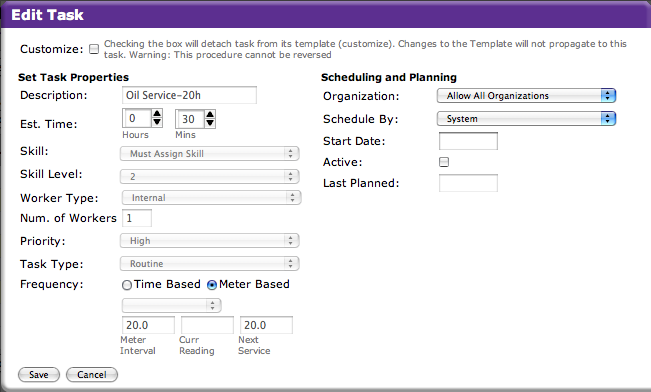 Edit Task
Customize: Checking the box will detach task from its template (customize). Changes to the Template will not propagate to this
task. Warning: This procedure cannot be reversed
Set Task Properties
Description: Oil Service-20h
Est. Time: 0 30
Hours Mins
Skill: Must Assign Skill
Skill Level: 2
Worker Type: Internal
Num. of Workers 1
Priority: High
Task Type: Routine
Frequency: Time Based Meter Based
20.0 20.0
Meter Curr Next
Interval Reading Service
Scheduling and Planning
Organization: Allow All Organizations
Schedule By: System
Start Date:
Active:
Last Planned:
Save Cancel